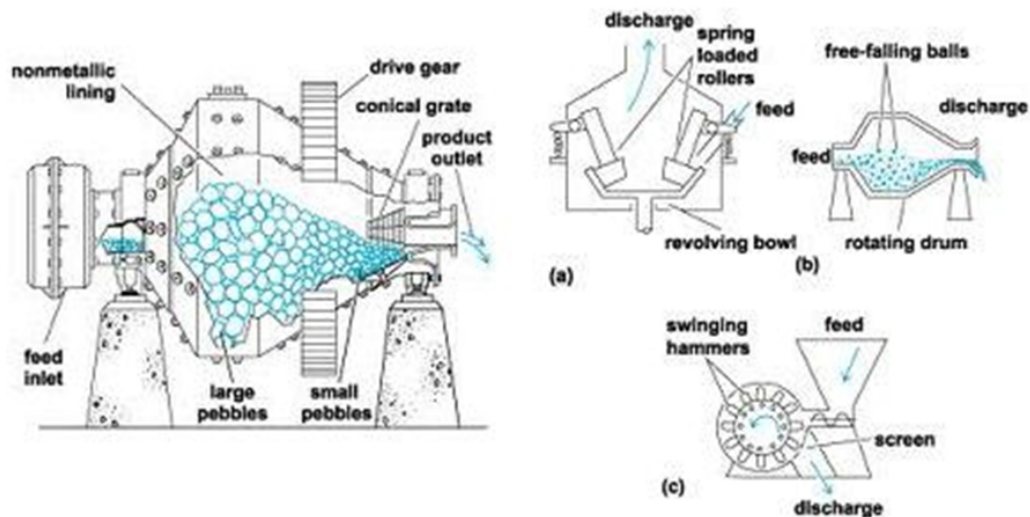 nonmetallic
lining
drive gear
conical grate
product
outlet
feed
inlet
large
pebbles
small
pebbles
discharge
spring
loaded
rollers
feed
revolving bowl
(a)
free-falling balls
discharge
feed
rotating drum
(b)
swinging
hammers
feed
screen
(c)
discharge